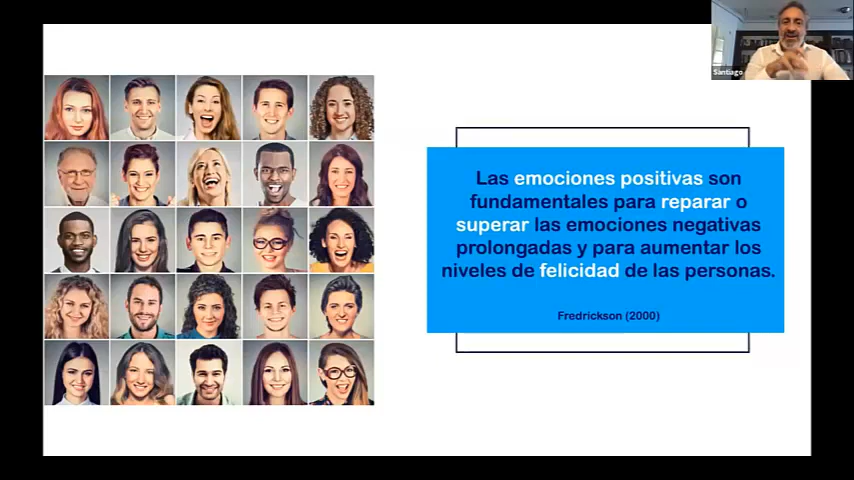 Santiago
Las emociones positivas son
fundamentales para reparar o
superar las emociones negativas
prolongadas y para aumentar los
niveles de felicidad de las personas.
Fredrickson (2000)